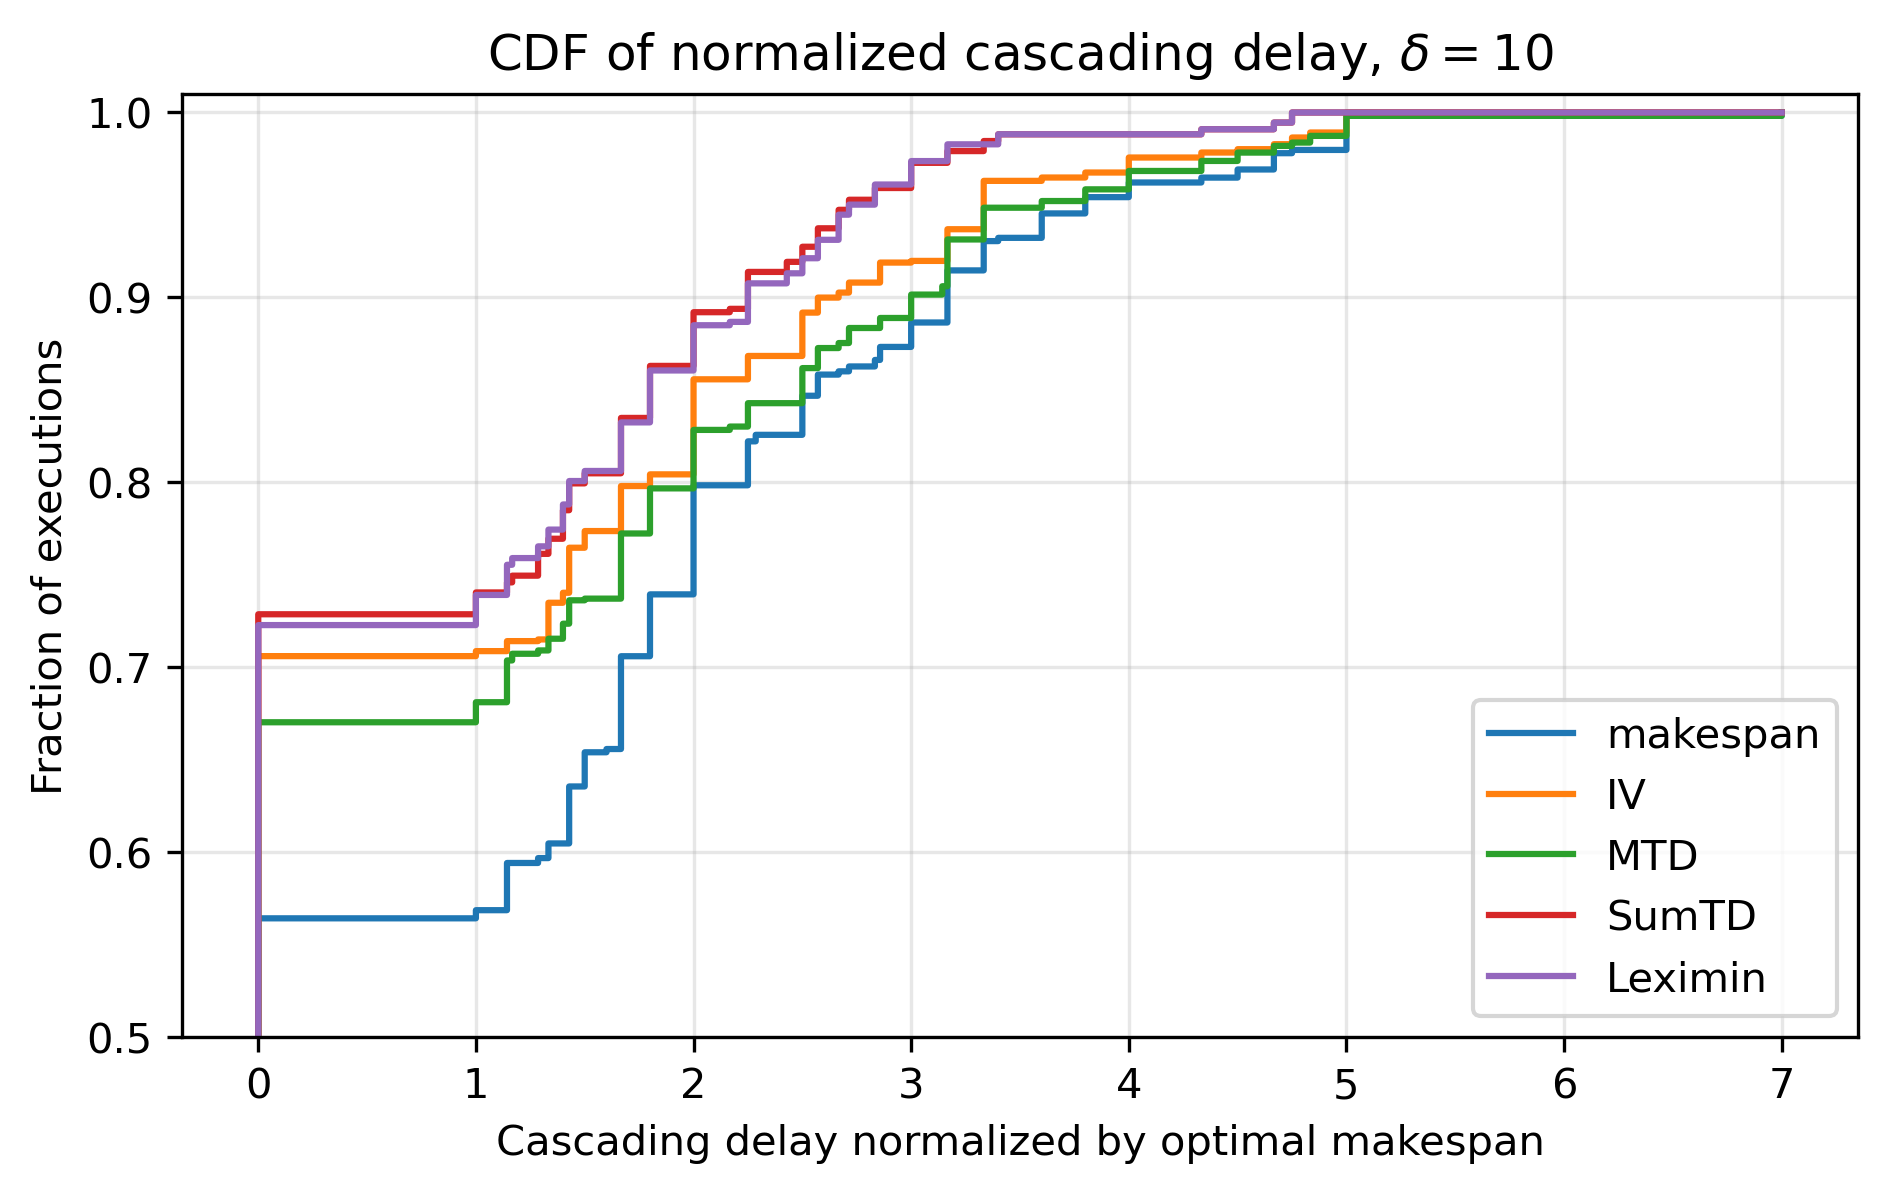 CDF of normalized cascading delay, δ = 10
Fraction of executions
1.0
0.9
0.8
0.7
0.6
0.5
0 1 2 3 4 5 6 7
Cascading delay normalized by optimal makespan
makespan
IV
MTD
SumTD
Leximin